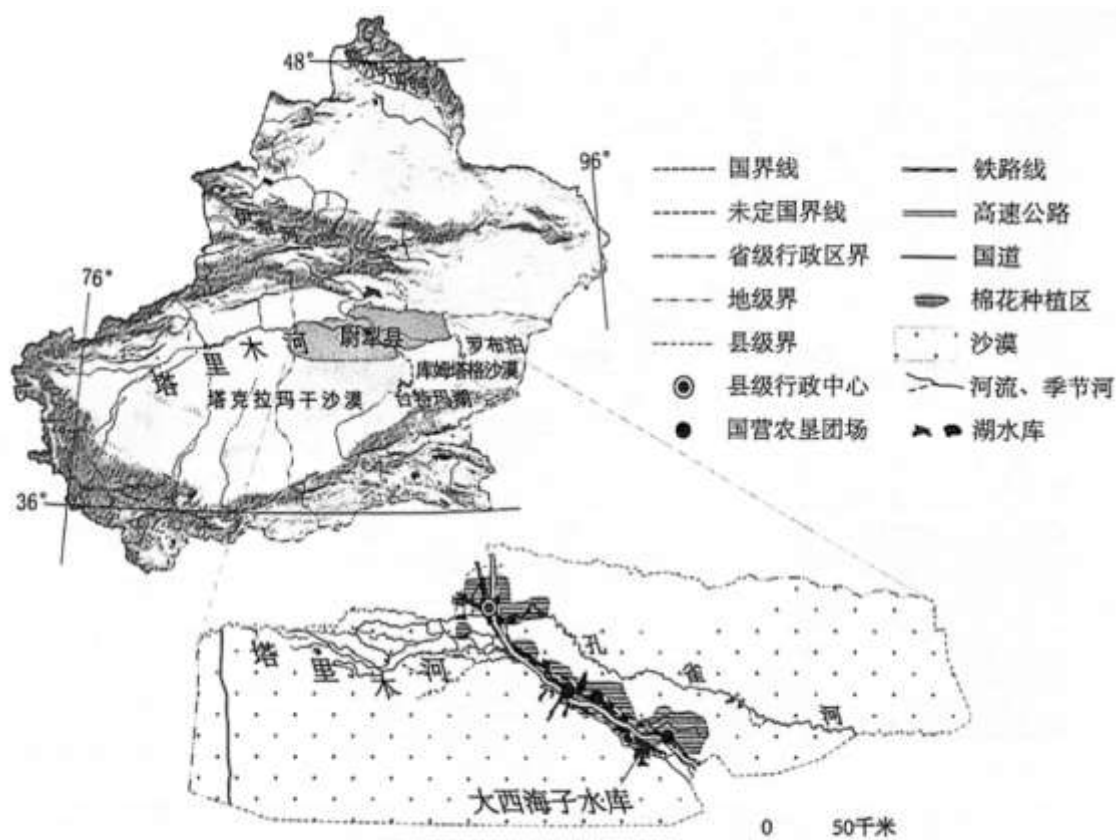 48°
96°
76°
36°
塔里木河
尉犁县
罗布泊
库姆塔格沙漠
塔克拉玛干沙漠
台特玛湖
国界线
未定国界线
省级行政区界
地级界
县级界
县级行政中心
国营农垦团场
铁路线
高速公路
国道
棉花种植区
沙漠
河流、季节河
湖水库
塔里木河
孔雀河
大西海子水库
0 50千米